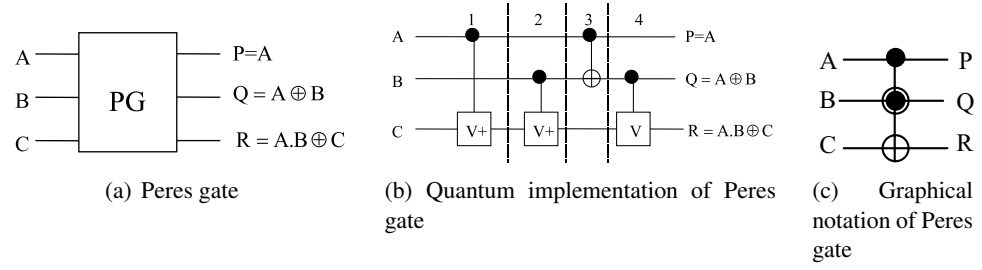 A
B
C
PG
P=A
Q = A ⊕ B
R = A.B⊕C
(a) Peres gate
1 2 3 4
A
B
C
V+
V+
V
P=A
Q = A ⊕ B
R = A.B⊕C
(b) Quantum implementation of Peres
gate
A
B
C
P
Q
R
(c) Graphical
notation of Peres
gate